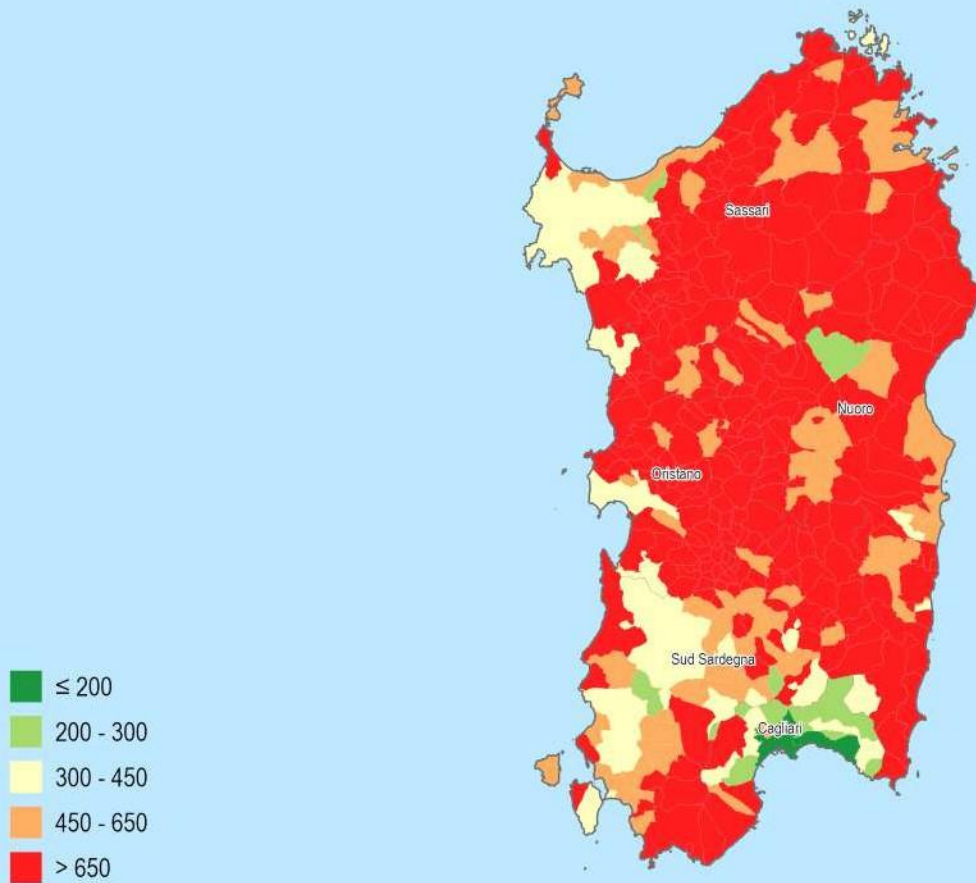 Sassari
Nuoro
Oristano
Sud Sardegna
Cagliari
≤ 200
200 - 300
300 - 450
450 - 650
> 650